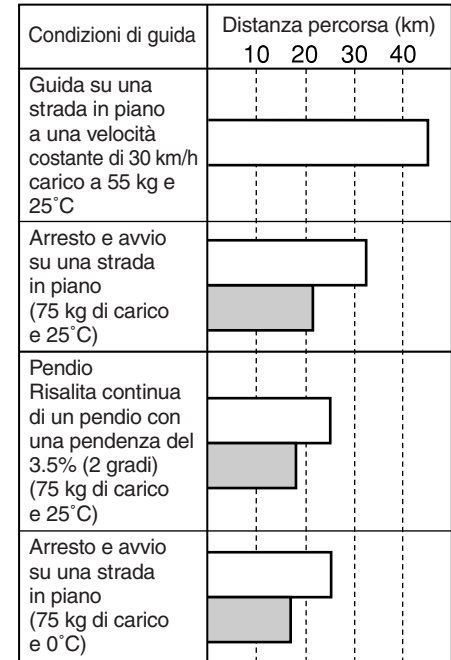 Condizioni di guida
Distanza percorsa (km)
10 20 30 40
Guida su una
strada in piano
a una velocità
costante di 30 km/h
carico a 55 kg e
25˚C
Arresto e avvio
su una strada
in piano
(75 kg di carico
e 25˚C)
Pendio
Risalita continua
di un pendio con
una pendenza del
3.5% (2 gradi)
(75 kg di carico
e 25˚C)
Arresto e avvio
su una strada
in piano
(75 kg di carico
e 0˚C)